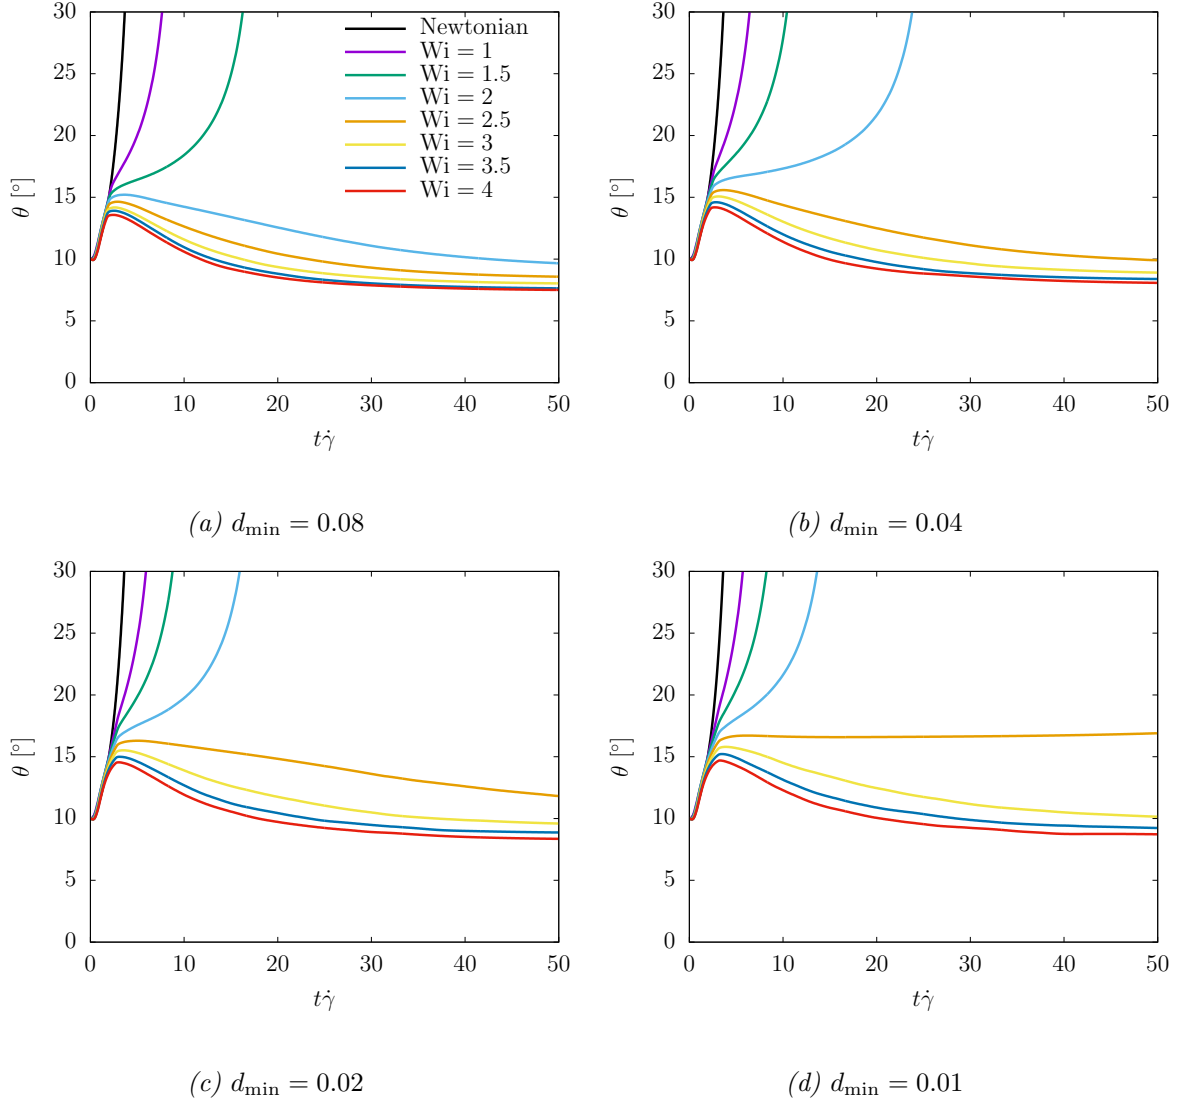 30
25
20
15
10
5
0
θ [°]
0 10 20 30 40 50
tγ̇
Newtonian
Wi = 1
Wi = 1.5
Wi = 2
Wi = 2.5
Wi = 3
Wi = 3.5
Wi = 4
(a) d_min = 0.08
30
25
20
15
10
5
0
θ [°]
0 10 20 30 40 50
tγ̇
(b) d_min = 0.04
30
25
20
15
10
5
0
θ [°]
0 10 20 30 40 50
tγ̇
(c) d_min = 0.02
30
25
20
15
10
5
0
θ [°]
0 10 20 30 40 50
tγ̇
(d) d_min = 0.01